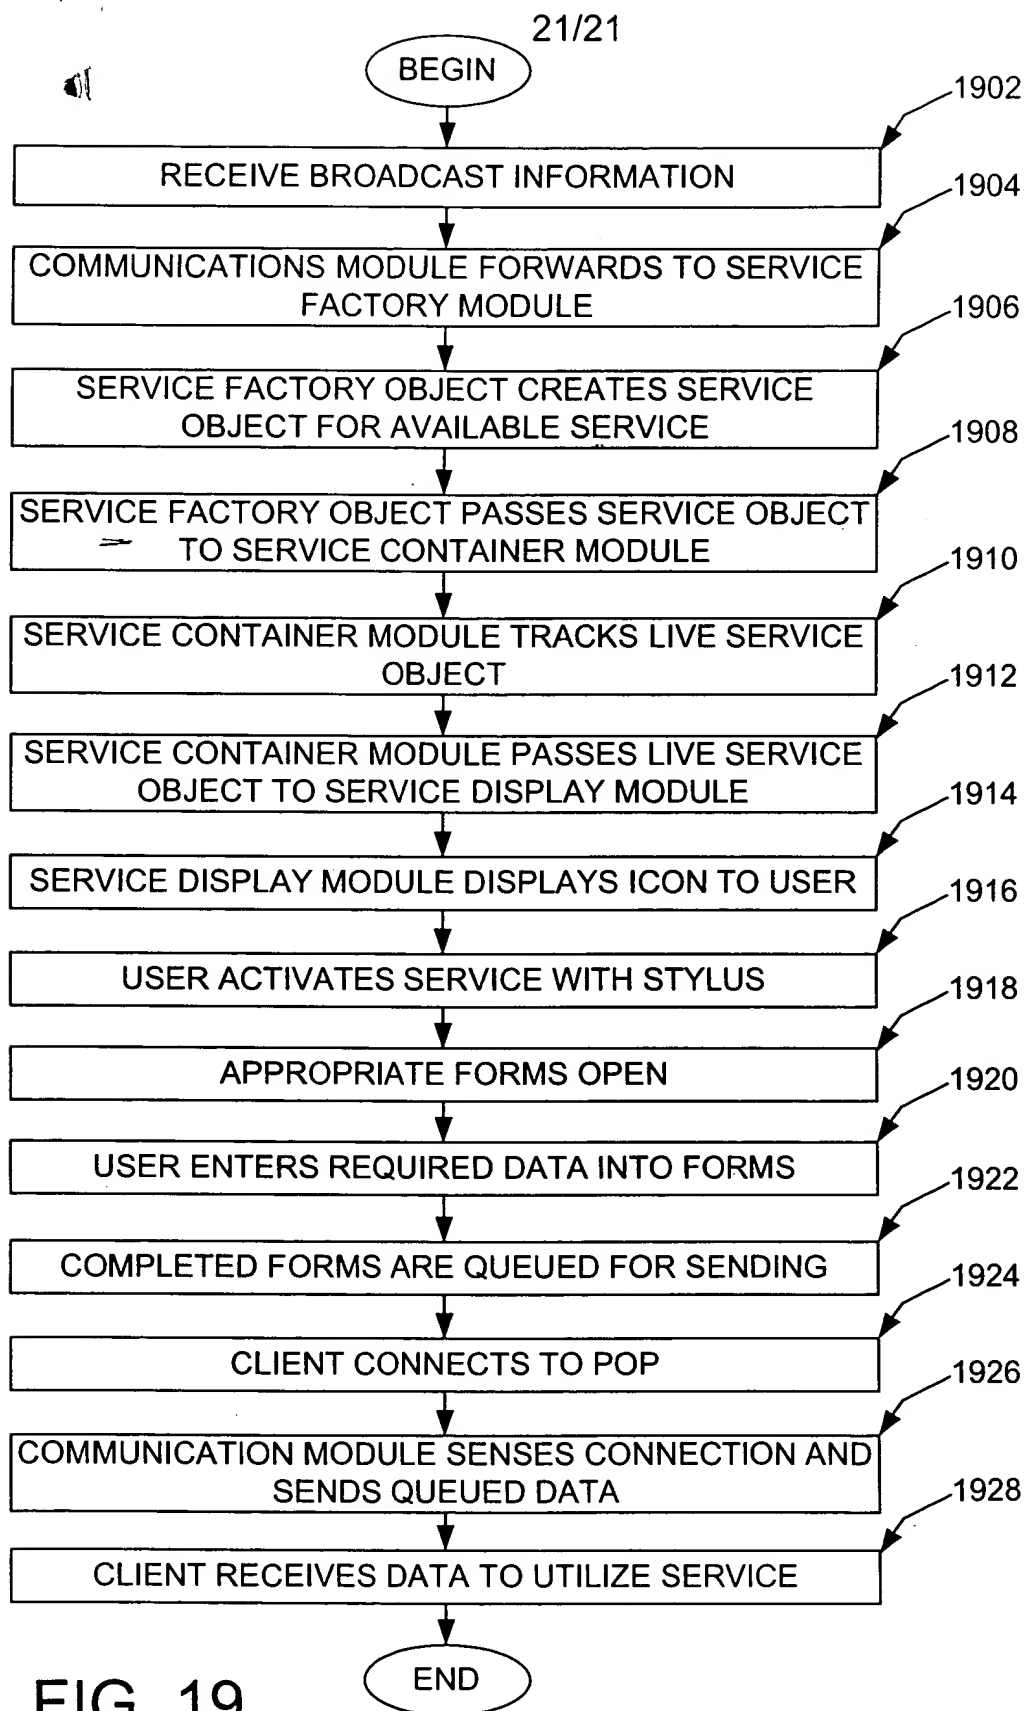 21/21
BEGIN
1902
RECEIVE BROADCAST INFORMATION
1904
COMMUNICATIONS MODULE FORWARDS TO SERVICE
FACTORY MODULE
1906
SERVICE FACTORY OBJECT CREATES SERVICE
OBJECT FOR AVAILABLE SERVICE
1908
SERVICE FACTORY OBJECT PASSES SERVICE OBJECT
TO SERVICE CONTAINER MODULE
1910
SERVICE CONTAINER MODULE TRACKS LIVE SERVICE
OBJECT
1912
SERVICE CONTAINER MODULE PASSES LIVE SERVICE
OBJECT TO SERVICE DISPLAY MODULE
1914
SERVICE DISPLAY MODULE DISPLAYS ICON TO USER
1916
USER ACTIVATES SERVICE WITH STYLUS
1918
APPROPRIATE FORMS OPEN
1920
USER ENTERS REQUIRED DATA INTO FORMS
1922
COMPLETED FORMS ARE QUEUED FOR SENDING
1924
CLIENT CONNECTS TO POP
1926
COMMUNICATION MODULE SENSES CONNECTION AND
SENDS QUEUED DATA
1928
CLIENT RECEIVES DATA TO UTILIZE SERVICE
END
FIG. 19